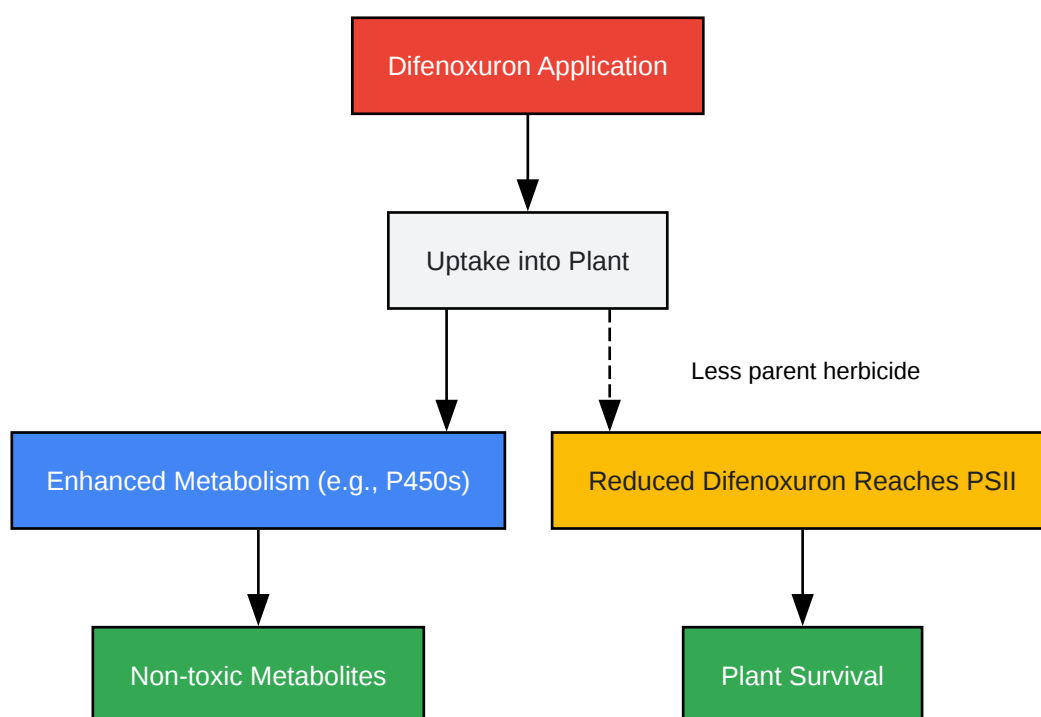 Difenoxuron Application
Uptake into Plant
Less parent herbicide
Enhanced Metabolism (e.g., P450s)
Reduced Difenoxuron Reaches PSII
Non-toxic Metabolites
Plant Survival